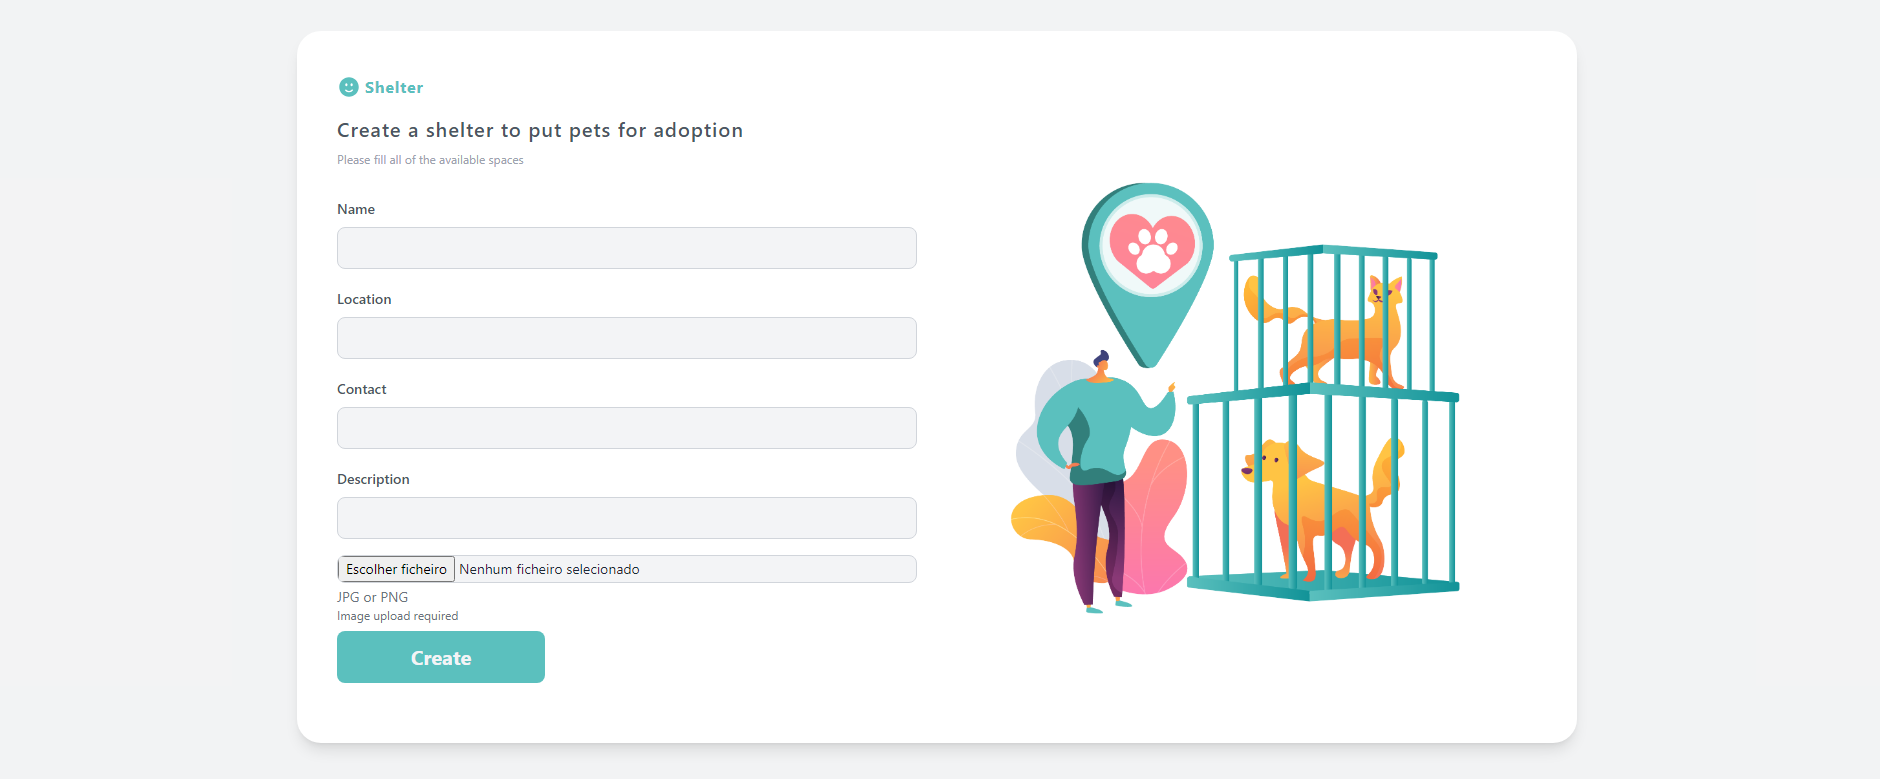 Shelter
Create a shelter to put pets for adoption
Please fill all of the available spaces
Name
Location
Contact
Description
Escolher ficheiro Nenhum ficheiro selecionado
JPG or PNG
Image upload required
Create